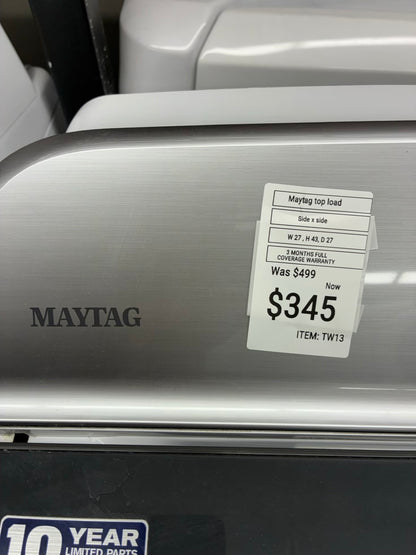 Maytag top load
Side x side
W 27 , H 43, D 27
3 MONTHS FULL
COVERAGE WARRANTY
Was $499
Now
$345
ITEM: TW13
MAYTAG
10 YEAR
LIMITED PARTS